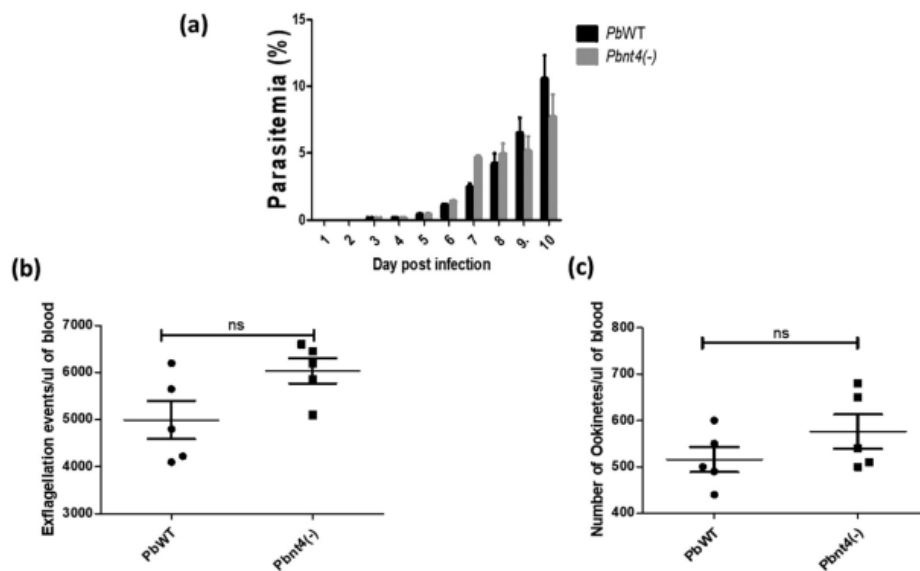 (a)
15
10
5
0
Parasitemia (%)
1 2 3 4 5 6 7 8 9. 10
Day post infection
PbWT
Pbnt4(-)
(b)
Exflagellation events/ul of blood
7000
6000
5000
4000
3000
ns
PbWT
Pbnt4(-)
(c)
Number of Ookinetes/ul of blood
800
700
600
500
400
ns
PbWT
Pbnt4(-)